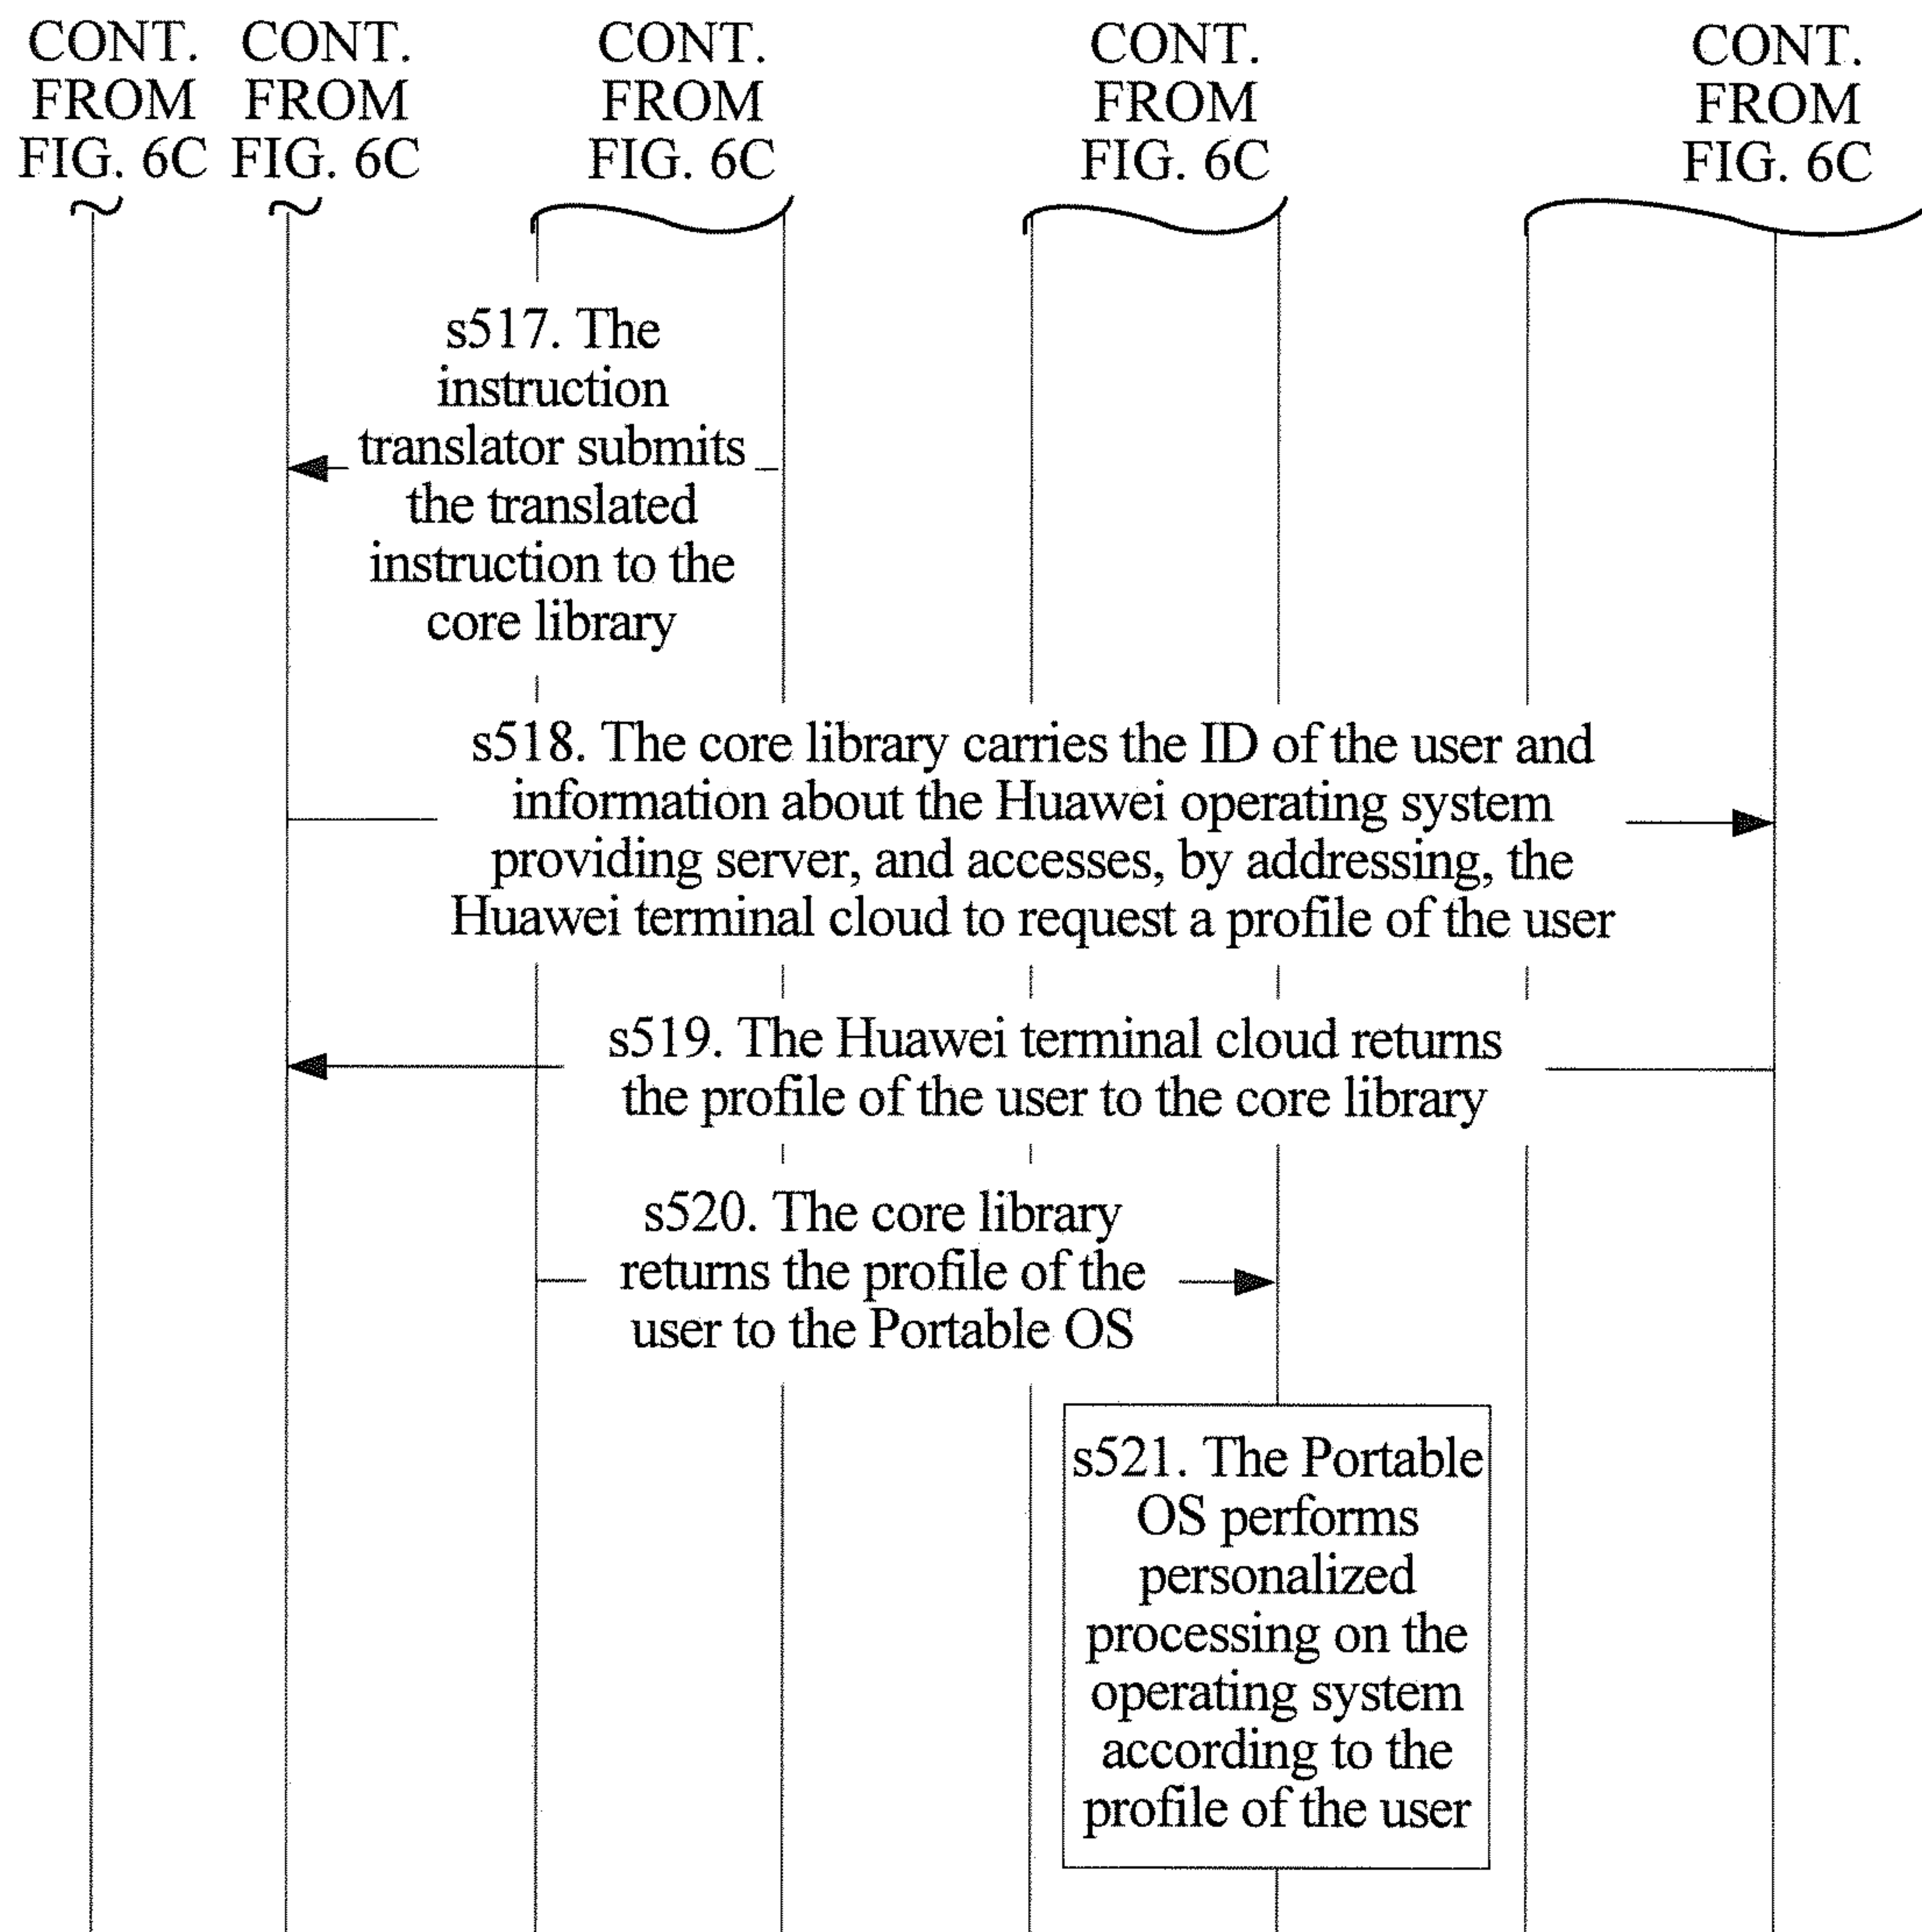 CONT.
FROM
FIG. 6C
CONT.
FROM
FIG. 6C
CONT.
FROM
FIG. 6C
CONT.
FROM
FIG. 6C
CONT.
FROM
FIG. 6C
s517. The
instruction
translator submits
the translated
instruction to the
core library
s518. The core library carries the ID of the user and
information about the Huawei operating system
providing server, and accesses, by addressing, the
Huawei terminal cloud to request a profile of the user
s519. The Huawei terminal cloud returns
the profile of the user to the core library
s520. The core library
returns the profile of the
user to the Portable OS
s521. The Portable
OS performs
personalized
processing on the
operating system
according to the
profile of the user